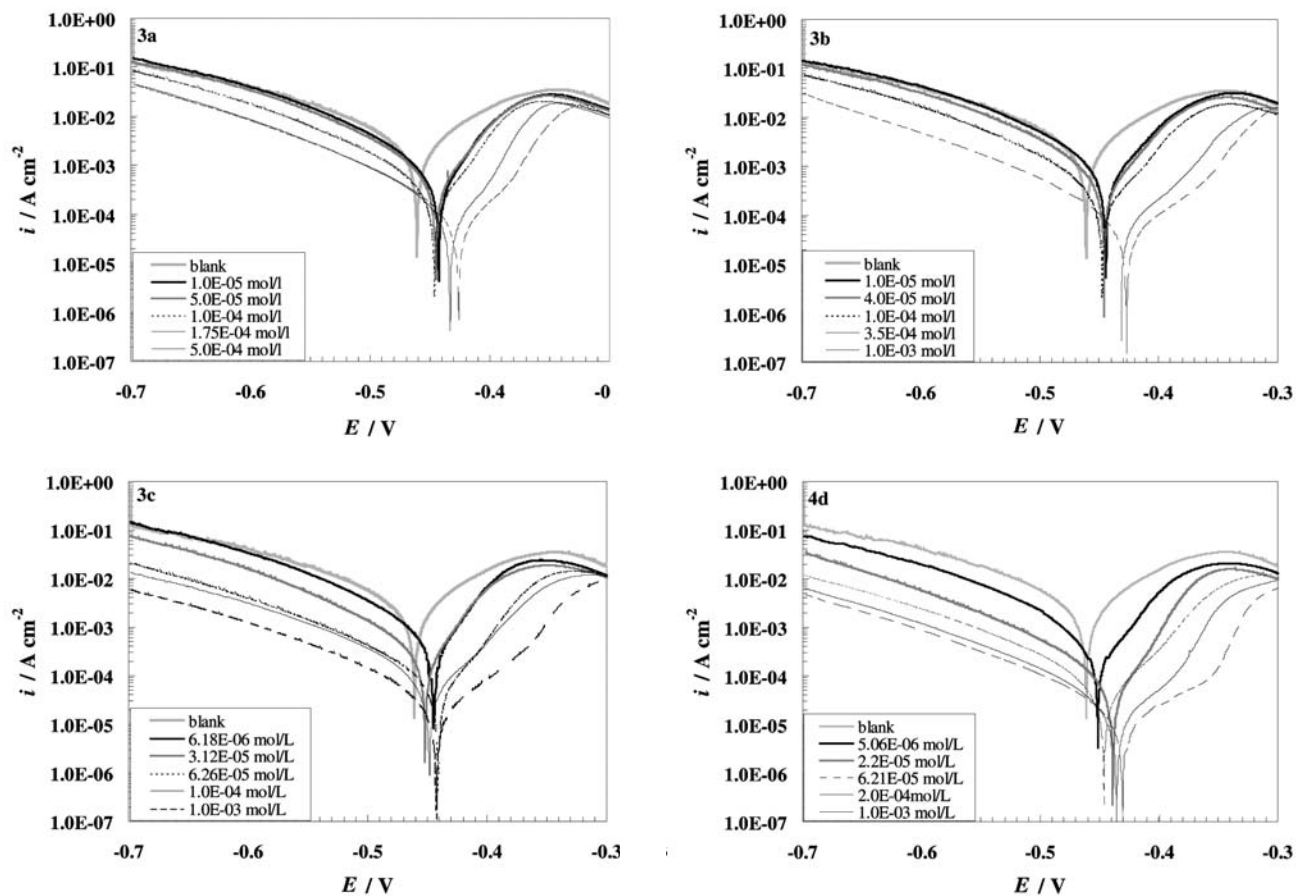 3a
1.0E+00
1.0E-01
1.0E-02
1.0E-03
1.0E-04
1.0E-05
1.0E-06
1.0E-07
i / A cm-2
blank
1.0E-05 mol/l
5.0E-05 mol/l
1.0E-04 mol/l
1.75E-04 mol/l
5.0E-04 mol/l
-0.7 -0.6 -0.5 -0.4 -0
E / V
3b
1.0E+00
1.0E-01
1.0E-02
1.0E-03
1.0E-04
1.0E-05
1.0E-06
1.0E-07
i / A cm-2
blank
1.0E-05 mol/l
4.0E-05 mol/l
1.0E-04 mol/l
3.5E-04 mol/l
1.0E-03 mol/l
-0.7 -0.6 -0.5 -0.4 -0.3
E / V
3c
1.0E+00
1.0E-01
1.0E-02
1.0E-03
1.0E-04
1.0E-05
1.0E-06
1.0E-07
i / A cm-2
blank
6.18E-06 mol/L
3.12E-05 mol/L
6.26E-05 mol/L
1.0E-04 mol/L
1.0E-03 mol/L
-0.7 -0.6 -0.5 -0.4 -0.3
E / V
4d
1.0E+00
1.0E-01
1.0E-02
1.0E-03
1.0E-04
1.0E-05
1.0E-06
1.0E-07
i / A cm-2
blank
5.06E-06 mol/L
2.2E-05 mol/L
6.21E-05 mol/L
2.0E-04mol/L
1.0E-03 mol/L
-0.7 -0.6 -0.5 -0.4 -0.3
E / V